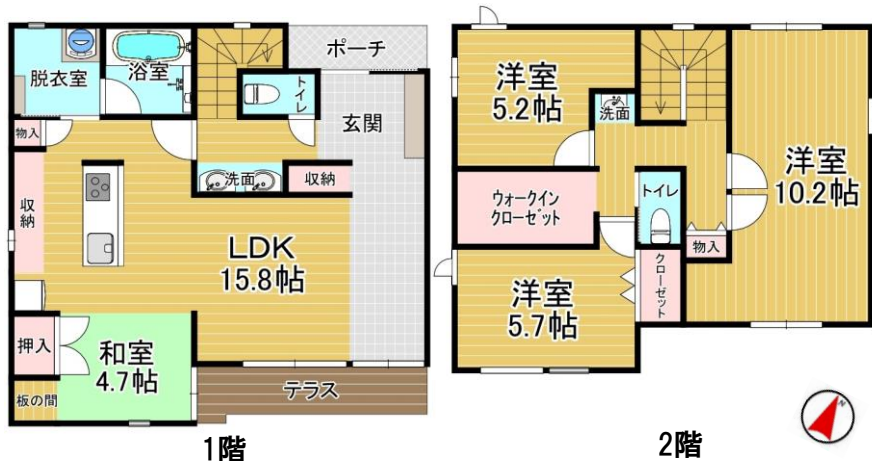 ポーチ
脱衣室
浴室
トイレ
玄関
物入
洗面
収納
収納
LDK
15.8帖
押入
和室
4.7帖
板の間
テラス
1階
洋室
5.2帖
洗面
洋室
10.2帖
ウォークイン
クローゼット
トイレ
物入
洋室
5.7帖
クローゼット
2階
N